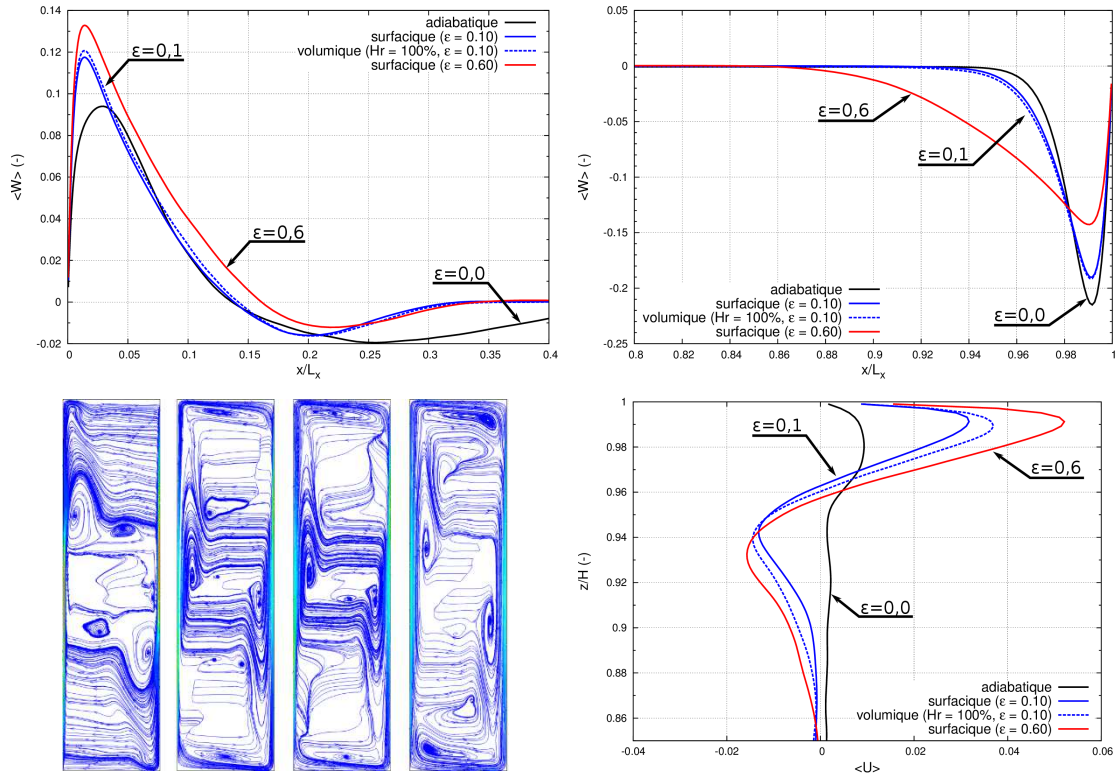 0.14
0.12
0.10
0.08
0.06
0.04
0.02
0
-0.02
0
0.05
0.1
0.15
0.2
0.25
0.3
0.35
0.4
<W> (-)
x/Lx
adiabatique
surfacique (ε = 0.10)
volumique (Hr = 100%, ε = 0.10)
surfacique (ε = 0.60)
ε=0,1
ε=0,6
ε=0,0
0.05
0
-0.05
-0.1
-0.15
-0.2
-0.25
0.8
0.82
0.84
0.86
0.88
0.9
0.92
0.94
0.96
0.98
1
<W> (-)
x/Lx
ε=0,6
ε=0,1
adiabatique
surfacique (ε = 0.10)
volumique (Hr = 100%, ε = 0.10)
surfacique (ε = 0.60)
ε=0,0
1
0.98
0.96
0.94
0.92
0.9
0.88
0.86
-0.04
-0.02
0
0.02
0.04
0.06
z/H (-)
<U>
ε=0,1
ε=0,6
ε=0,0
adiabatique
surfacique (ε = 0.10)
volumique (Hr = 100%, ε = 0.10)
surfacique (ε = 0.60)